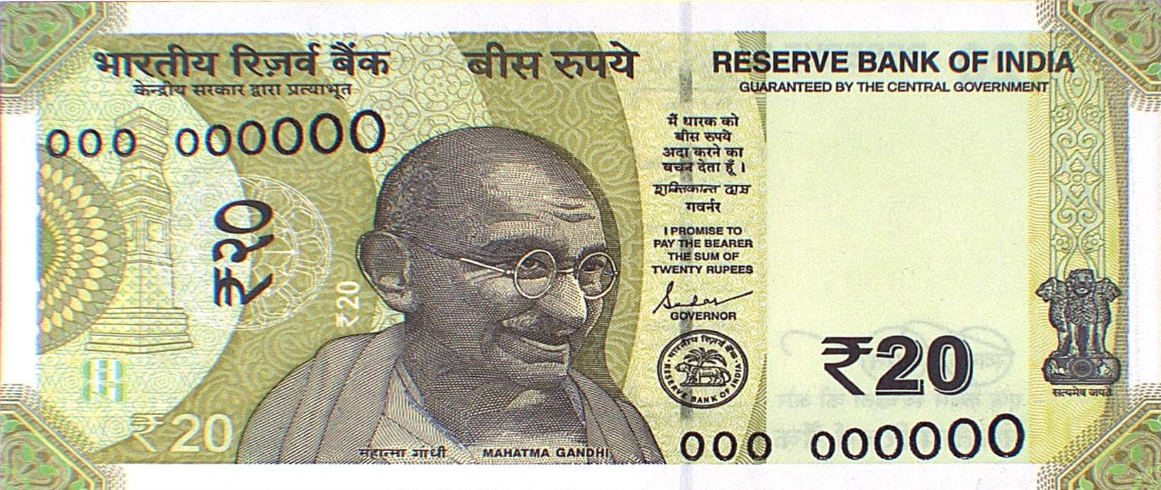 भारतीय रिज़र्व बैंक
केन्द्रीय सरकार द्वारा प्रत्याभूत
बीस रुपये
RESERVE BANK OF INDIA
GUARANTEED BY THE CENTRAL GOVERNMENT
000 000000
₹२०
₹20
₹20
मैं धारक को
बीस रुपये
अदा करने का
वचन देता हूँ ।
शक्तिकान्त दास
गवर्नर
I PROMISE TO
PAY THE BEARER
THE SUM OF
TWENTY RUPEES
GOVERNOR
भारतीय रिज़र्व बैंक
RESERVE BANK OF INDIA
₹20
सत्यमेव जयते
000 000000
महात्मा गांधी
MAHATMA GANDHI